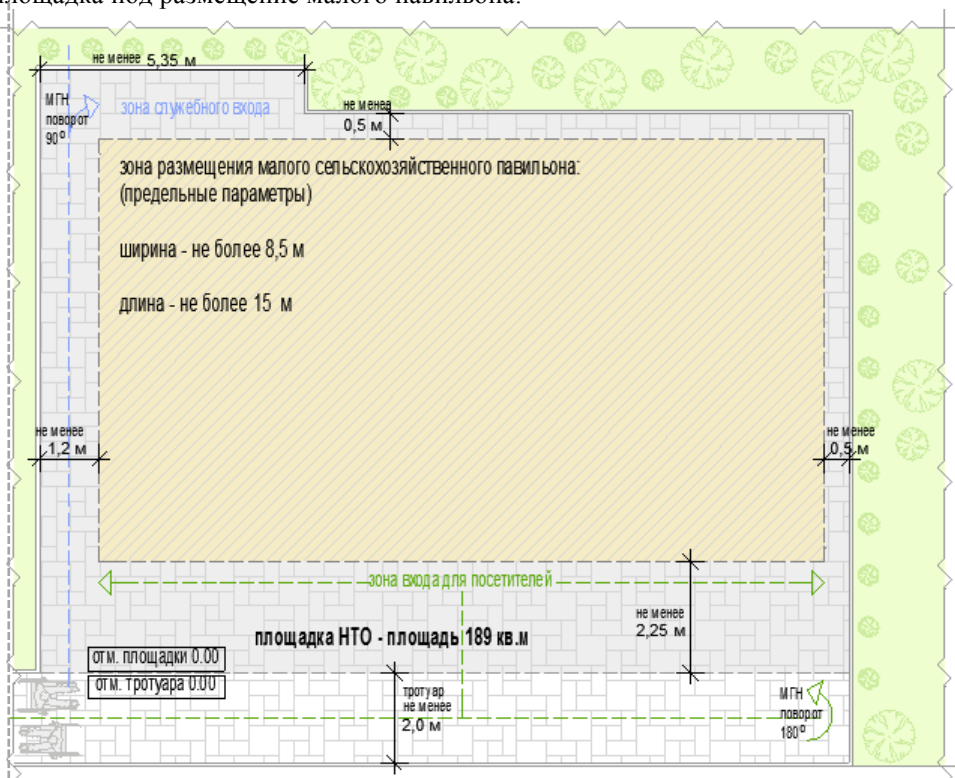 площадка под размещение малого павильона.
не менее 5,35 м
МГН
поворот
90º
зона служебного входа
не менее
0,5 м
зона размещения малого сельскохозяйственного павильона:
(предельные параметры)
ширина - не более 8,5 м
длина - не более 15 м
не менее
1,2 м
не менее
0,5 м
зона входа для посетителей
не менее
2,25 м
площадка НТО - площадь 189 кв.м
отм. площадки 0.00
отм. тротуара 0.00
тротуар
не менее
2,0 м
МГН
поворот
180º